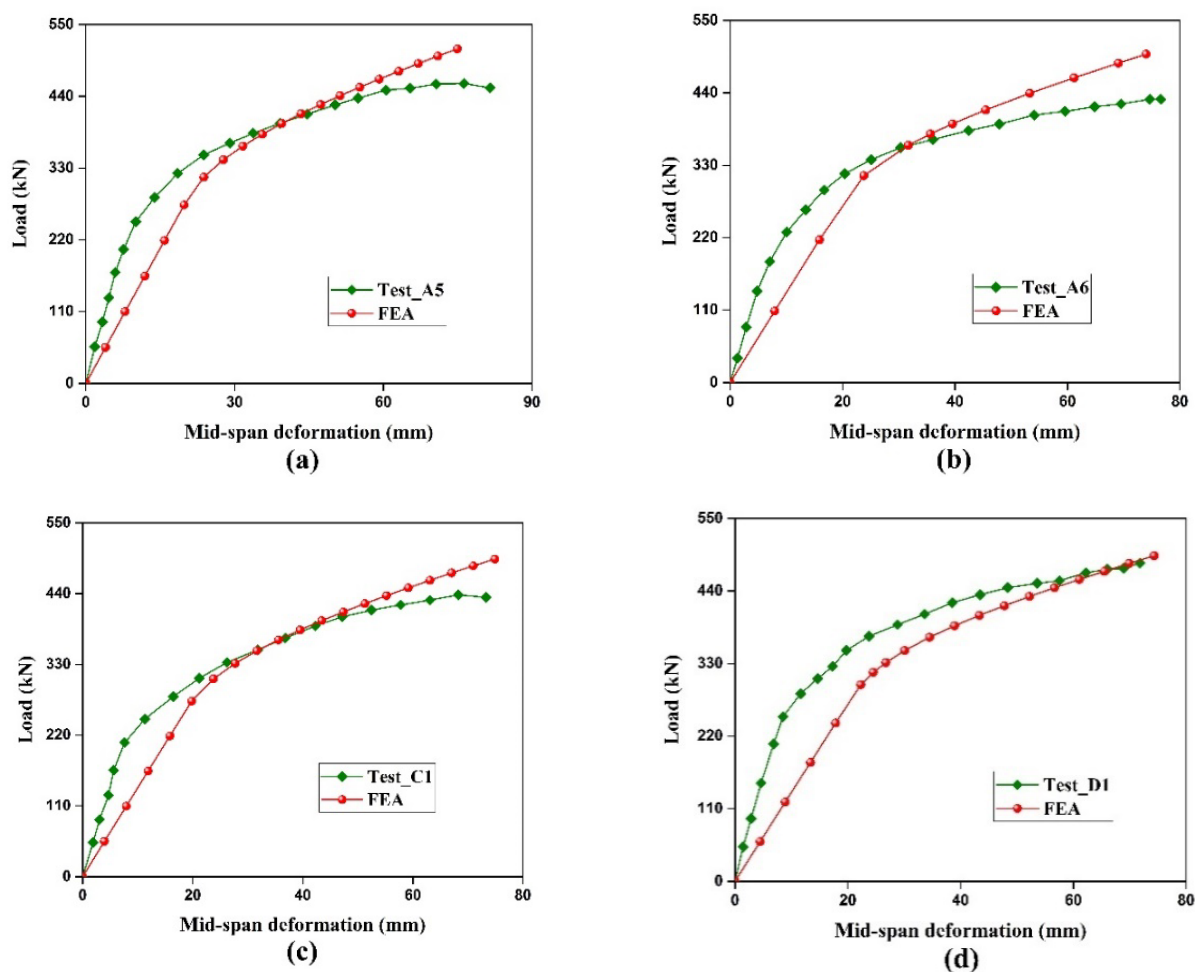 550
440
330
220
110
0
Load (kN)
Test_A5
FEA
0 30 60 90
Mid-span deformation (mm)
(a)
550
440
330
220
110
0
Load (kN)
Test_A6
FEA
0 20 40 60 80
Mid-span deformation (mm)
(b)
550
440
330
220
110
0
Load (kN)
Test_C1
FEA
0 20 40 60 80
Mid-span deformation (mm)
(c)
550
440
330
220
110
0
Load (kN)
Test_D1
FEA
0 20 40 60 80
Mid-span deformation (mm)
(d)